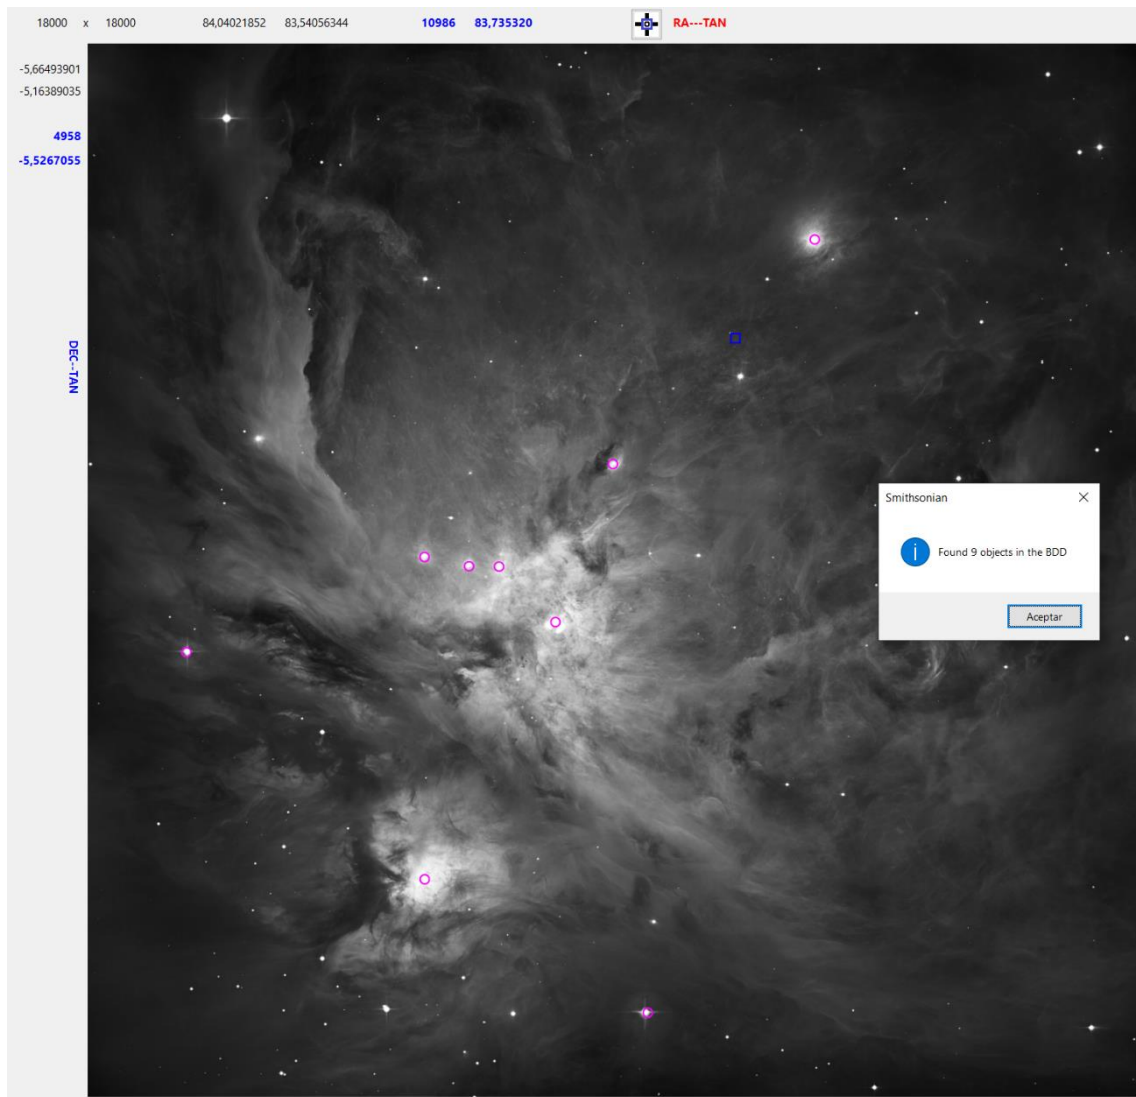 18000 x 18000 84,04021852 83,54056344 10986 83,735320 RA---TAN
-5,66493901
-5,16389035
4958
-5,5267055
DEC--TAN
Smithsonian
Found 9 objects in the BDD
Aceptar